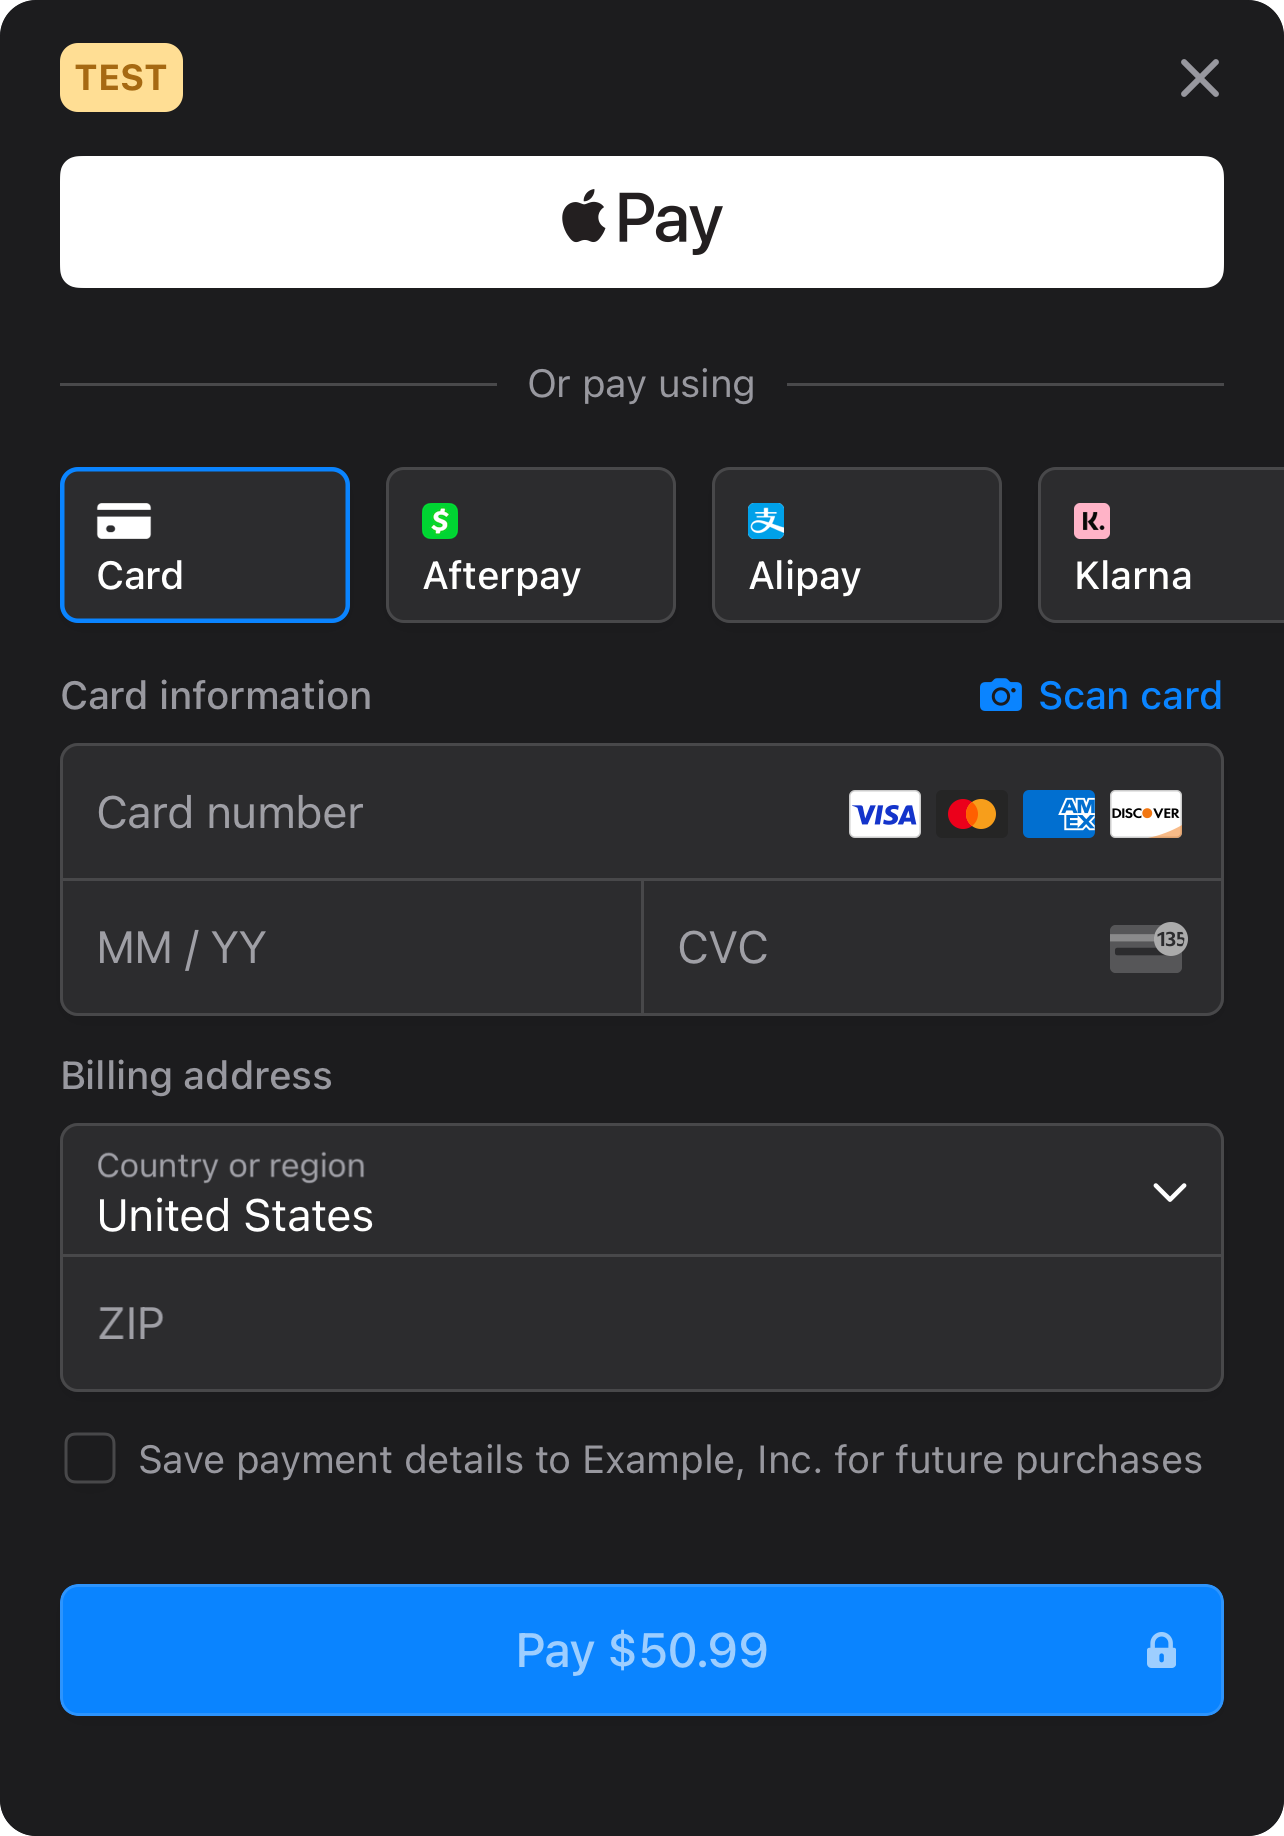 TEST
Pay
Or pay using
Card
Afterpay
Alipay
Klarna
Card information
Scan card
Card number
VISA
AM
EX
DISCOVER
MM / YY
CVC
135
Billing address
Country or region
United States
ZIP
Save payment details to Example, Inc. for future purchases
Pay $50.99